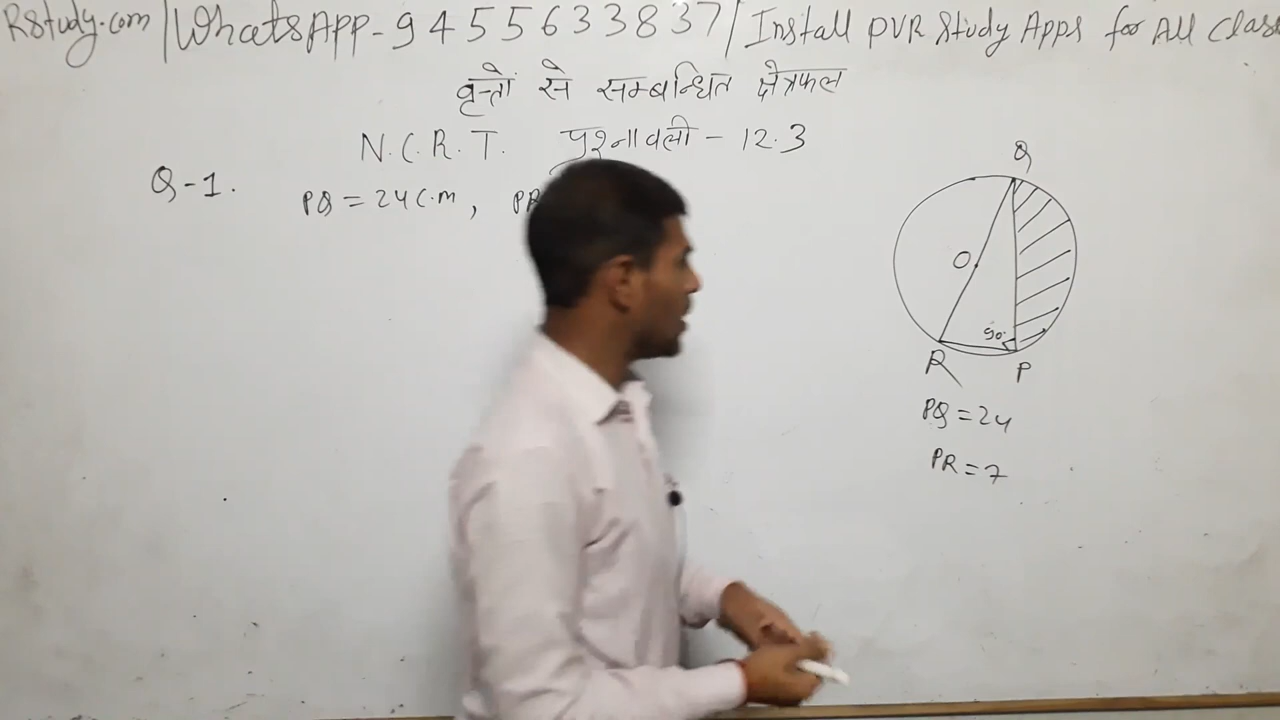 Rstudy.com / WhatsApp-9455633837 / Install PVR Study Apps for All Class
वृत्तों से सम्बन्धित क्षेत्रफल
N.C.R.T. प्रश्नावली - 12.3
Q-1. PQ = 24 C.m , PR
Q
O
90°
R P
PQ = 24
PR = 7